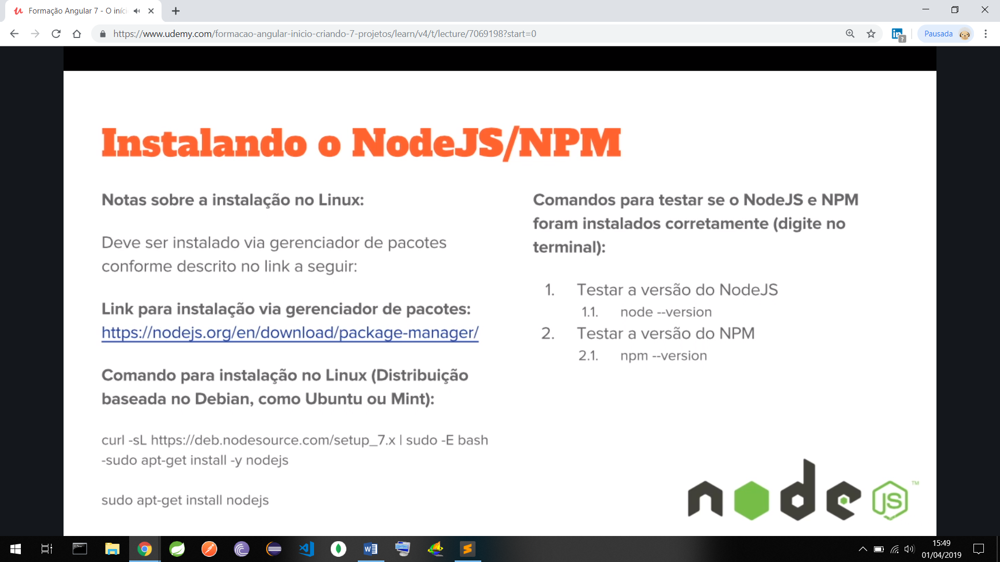 Formação Angular 7 - O iníci
https://www.udemy.com/formacao-angular-inicio-criando-7-projetos/learn/v4/t/lecture/7069198?start=0
in
?
Pausada
Instalando o NodeJS/NPM
Notas sobre a instalação no Linux:
Deve ser instalado via gerenciador de pacotes
conforme descrito no link a seguir:
Link para instalação via gerenciador de pacotes:
https://nodejs.org/en/download/package-manager/
Comando para instalação no Linux (Distribuição
baseada no Debian, como Ubuntu ou Mint):
curl -sL https://deb.nodesource.com/setup_7.x | sudo -E bash
-sudo apt-get install -y nodejs
sudo apt-get install nodejs
Comandos para testar se o NodeJS e NPM
foram instalados corretamente (digite no
terminal):
1. Testar a versão do NodeJS
1.1. node --version
2. Testar a versão do NPM
2.1. npm --version
node JS TM
15:49
01/04/2019